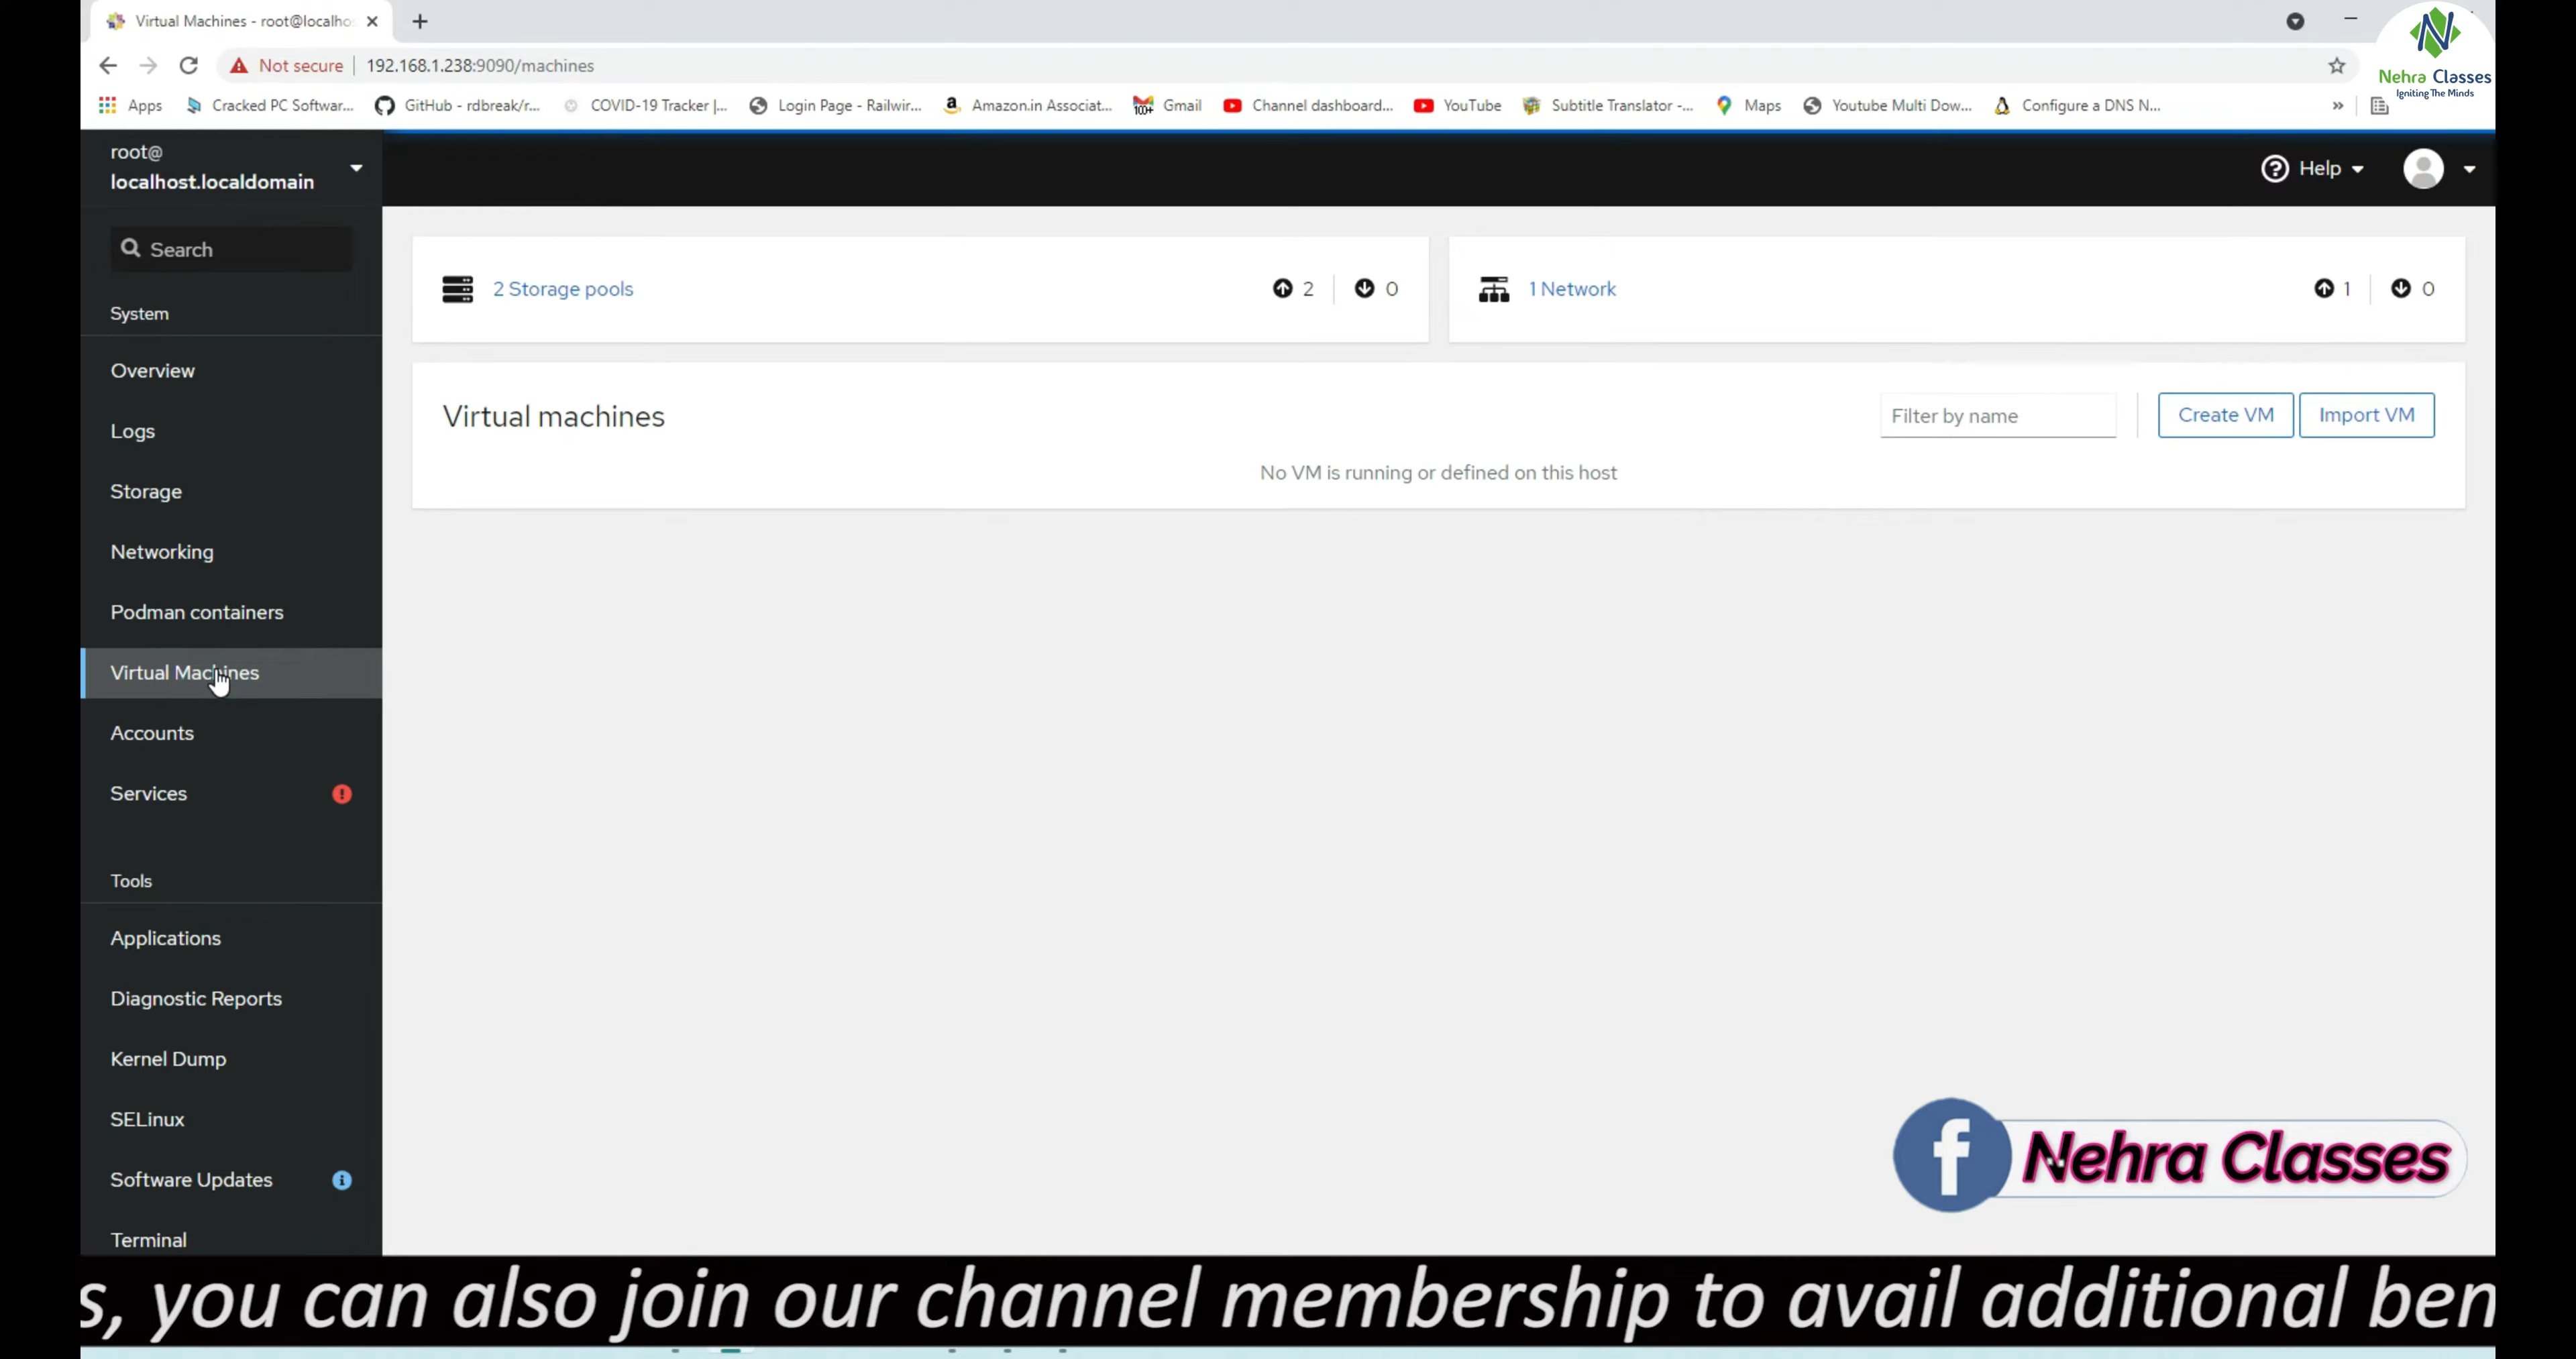 Virtual Machines - root@localho
Not secure
192.168.1.238:9090/machines
Nehra Classes
Igniting The Minds
Apps
Cracked PC Softwar...
GitHub - rdbreak/r...
COVID-19 Tracker |...
Login Page - Railwir...
Amazon.in Associat...
100+
Gmail
Channel dashboard...
YouTube
Subtitle Translator -...
Maps
Youtube Multi Dow...
Configure a DNS N...
»
root@
localhost.localdomain
Help
Search
System
Overview
Logs
Storage
Networking
Podman containers
Virtual Machines
Accounts
Services
Tools
Applications
Diagnostic Reports
Kernel Dump
SELinux
Software Updates
Terminal
2 Storage pools
2
0
1 Network
1
0
Virtual machines
Filter by name
Create VM
Import VM
No VM is running or defined on this host
f
Nehra Classes
s, you can also join our channel membership to avail additional ben